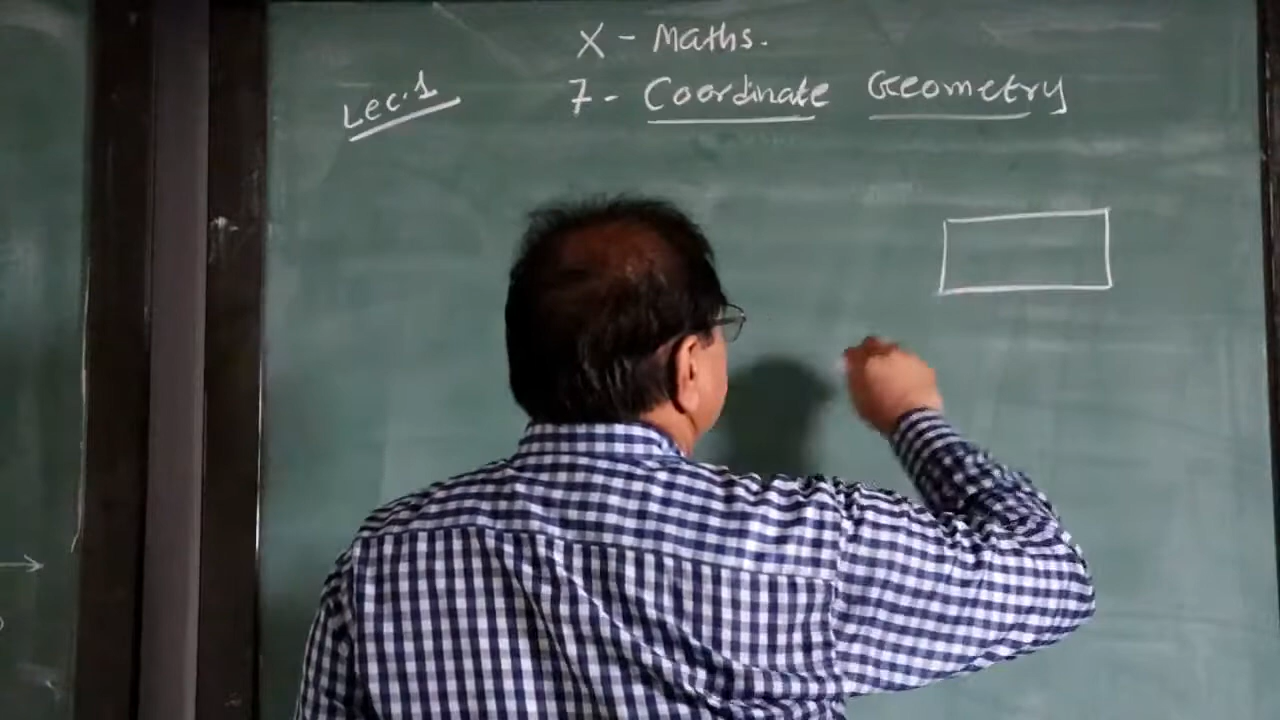 X - Maths.
Lec.1
7 - Coordinate Geometry